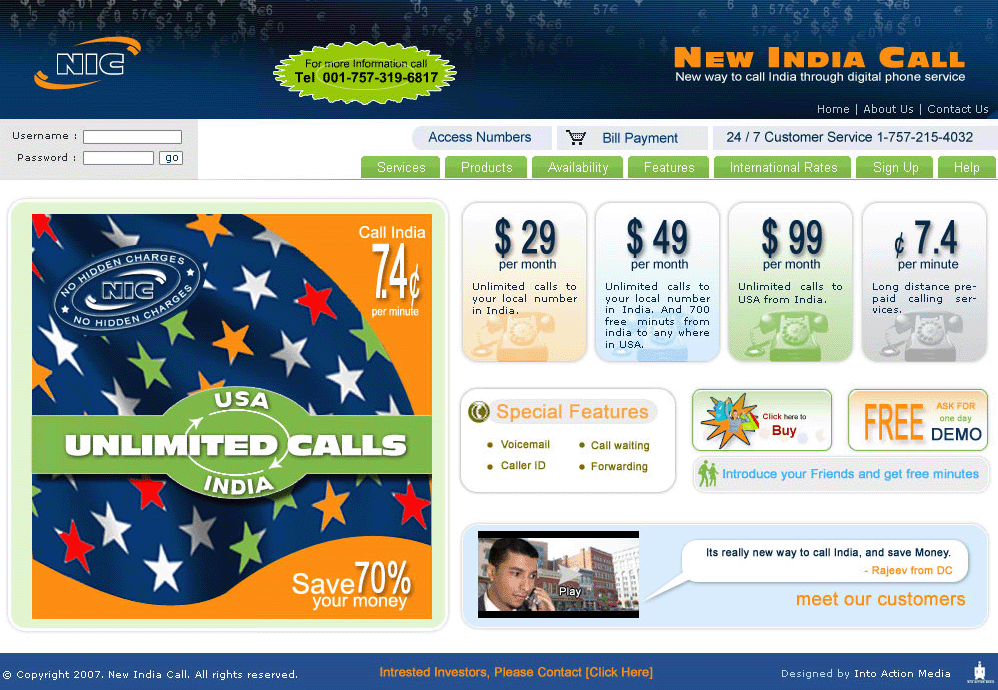 NIC
For more Information call
Tel 001-757-319-6817
NEW INDIA CALL
New way to call India through digital phone service
Home | About Us | Contact Us
Username :
Password :
go
Access Numbers
Bill Payment
24 / 7 Customer Service 1-757-215-4032
Services
Products
Availability
Features
International Rates
Sign Up
Help
Call India
7.4¢
per minute
NO HIDDEN CHARGES
NIC
NO HIDDEN CHARGES
USA
UNLIMITED CALLS
INDIA
Save 70%
your money
$ 29
per month
Unlimited calls to
your local number
in India.
$ 49
per month
Unlimited calls to
your local number
in India. And 700
free minuts from
india to any where
in USA.
$ 99
per month
Unlimited calls to
USA from India.
¢ 7.4
per minute
Long distance pre-
paid calling ser-
vices.
Special Features
• Voicemail
• Call waiting
• Caller ID
• Forwarding
Click here to
Buy
FREE
ASK FOR
one day
DEMO
Introduce your Friends and get free minutes
Play
Its really new way to call India, and save Money.
- Rajeev from DC
meet our customers
© Copyright 2007. New India Call. All rights reserved.
Intrested Investors, Please Contact [Click Here]
Designed by Into Action Media